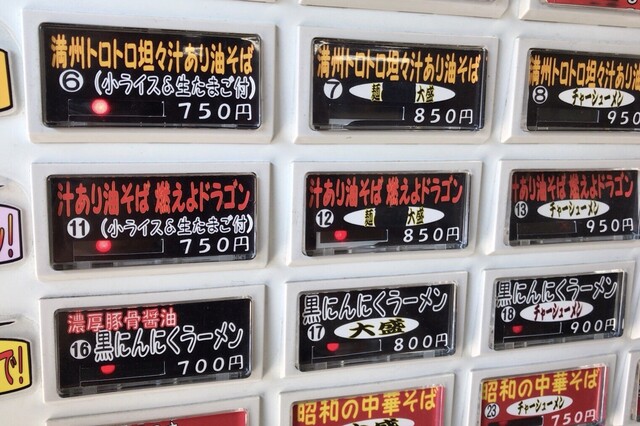 満州トロトロ坦々汁あり油そば
⑥ (小ライス&生たまご付)
750円
満州トロトロ坦々汁あり油そば
⑦ 麺 大盛
850円
満州トロトロ坦々汁あり油
⑧ チャーシューメン
950
汁あり油そば 燃えよドラゴン
⑪ (小ライス&生たまご付)
750円
汁あり油そば 燃えよドラゴン
⑫ 麺 大盛
850円
汁あり油そば 燃えよドラゴン
⑬ チャーシューメン
950円
濃厚豚骨醤油
⑯ 黒にんにくラーメン
700円
黒にんにくラーメン
⑰ 大盛
800円
黒にんにくラーメン
⑱ チャーシューメン
900円
昭和の中華そば
昭和の中華そば
㉓ チャーシューメン
750円
ン!
で!